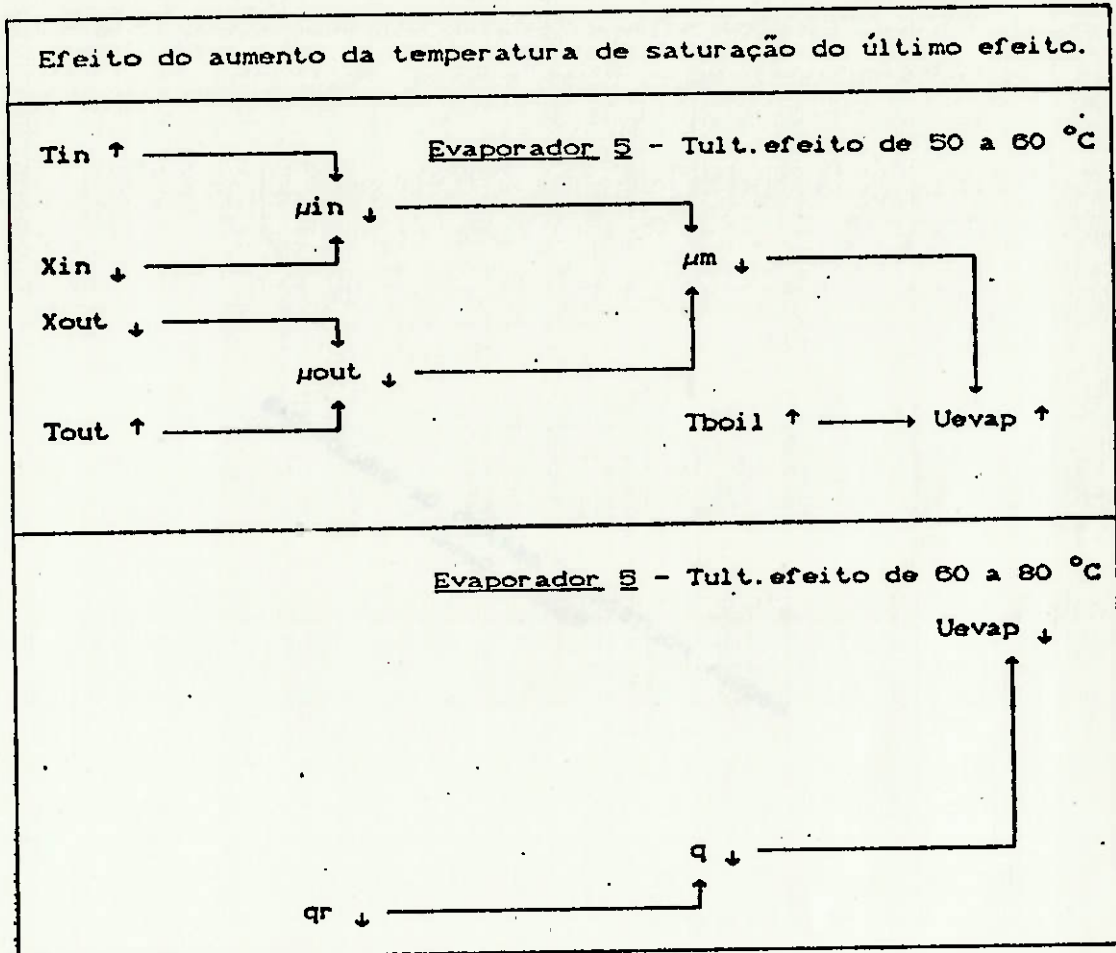 Efeito do aumento da temperatura de saturação do último efeito.
Tin ↑
Evaporador 5 - Tult.efeito de 50 a 60 °C
μin ↓
Xin ↓
μm ↓
Xout ↓
μout ↓
Tout ↑
Tboil ↑ → Uevap ↑
Evaporador 5 - Tult.efeito de 60 a 80 °C
Uevap ↓
q ↓
qr ↓